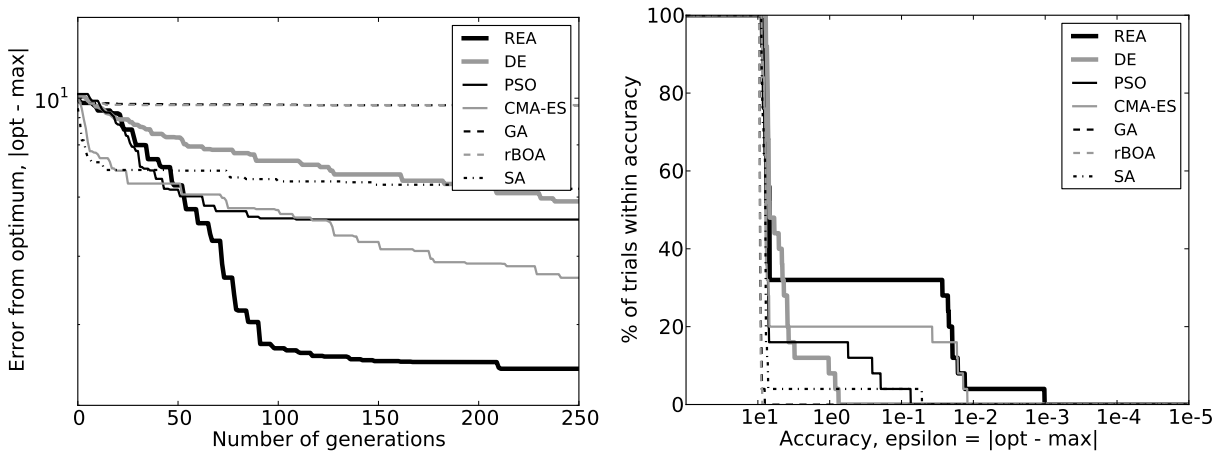 Error from optimum, |opt - max|
10^1
REA
DE
PSO
CMA-ES
GA
rBOA
SA
0 50 100 150 200 250
Number of generations
% of trials within accuracy
100
80
60
40
20
0
REA
DE
PSO
CMA-ES
GA
rBOA
SA
1e1 1e0 1e-1 1e-2 1e-3 1e-4 1e-5
Accuracy, epsilon = |opt - max|